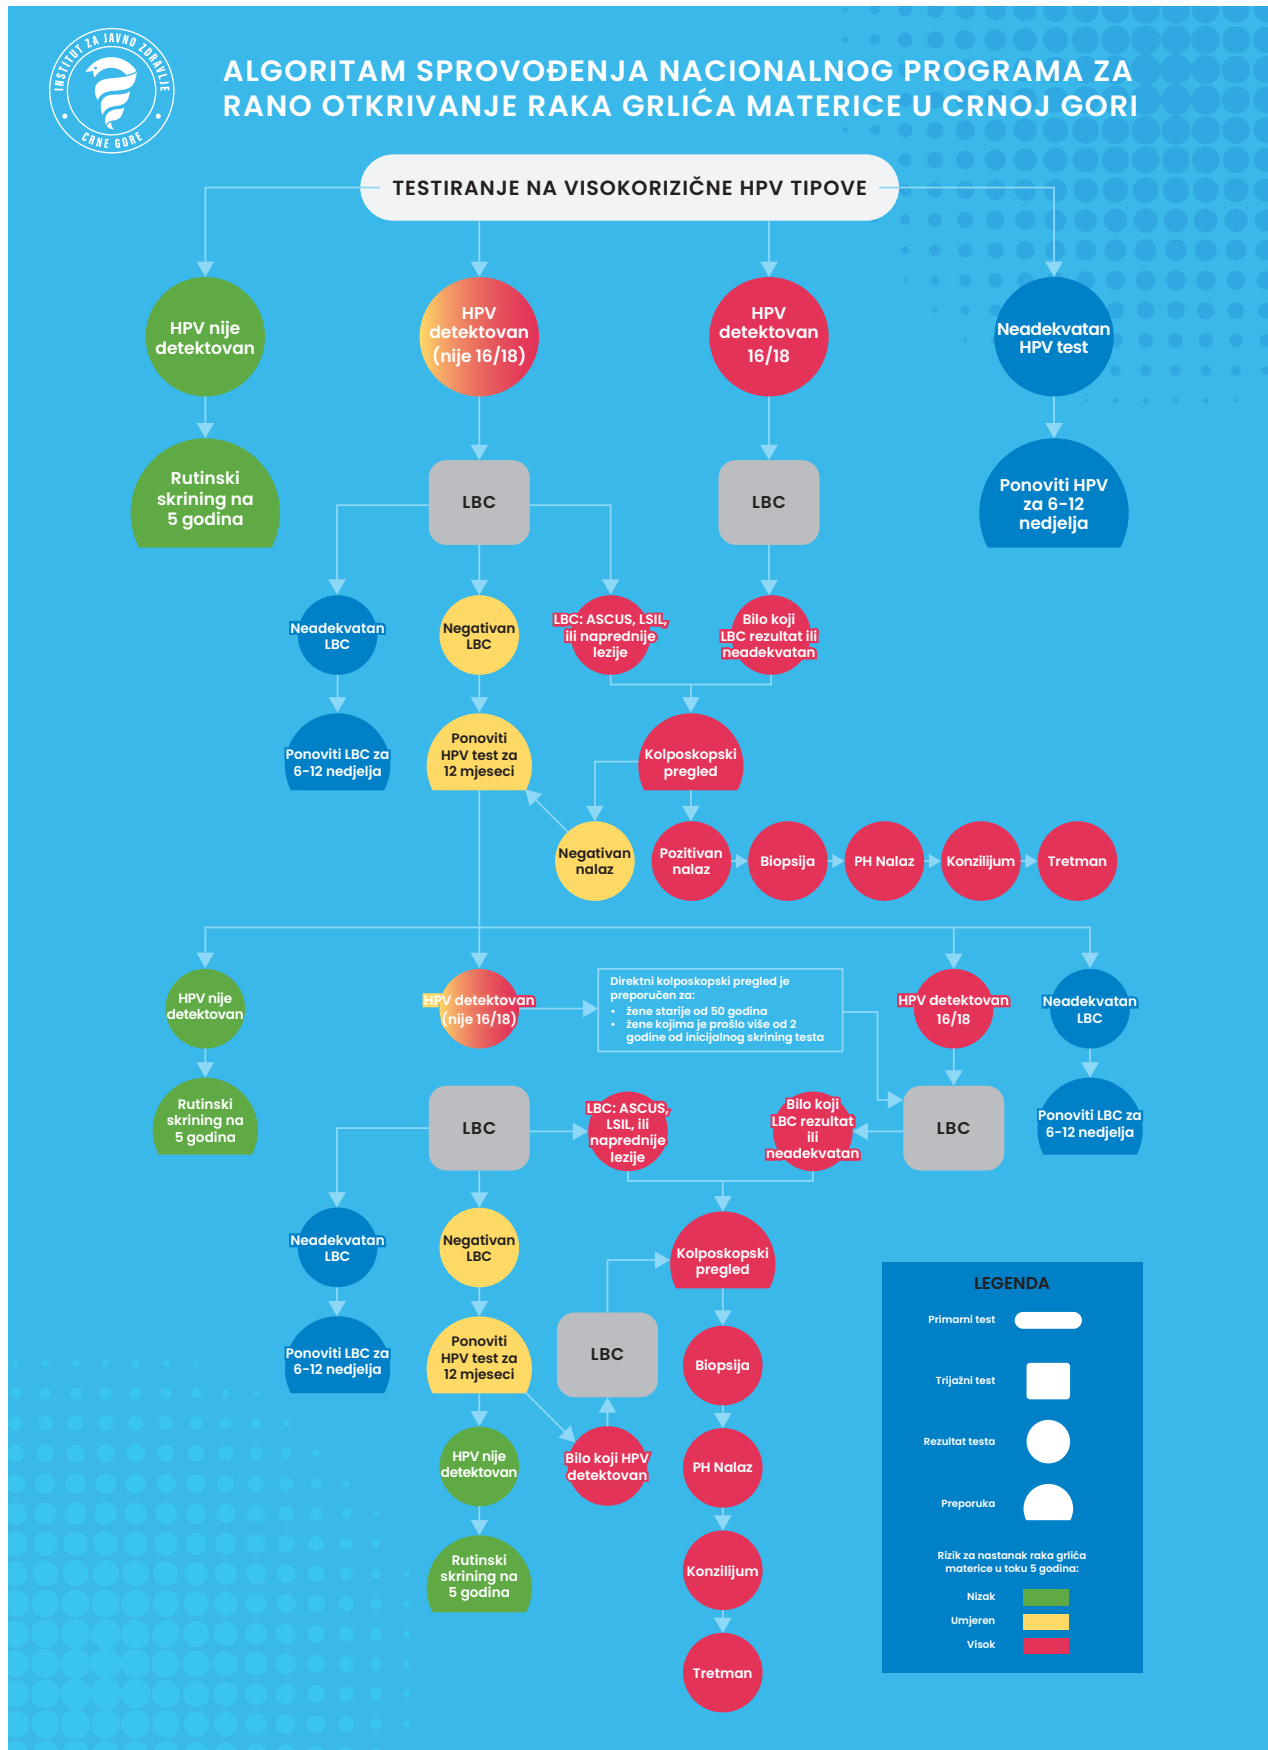 INSTITUT ZA JAVNO ZDRAVLJE
CRNE GORE
ALGORITAM SPROVOĐENJA NACIONALNOG PROGRAMA ZA
RANO OTKRIVANJE RAKA GRLIĆA MATERICE U CRNOJ GORI
TESTIRANJE NA VISOKORIZIČNE HPV TIPOVE
HPV nije
detektovan
HPV
detektovan
(nije 16/18)
HPV
detektovan
16/18
Neadekvatan
HPV test
Rutinski
skrining na
5 godina
LBC
LBC
Ponoviti HPV
za 6-12
nedjelja
Neadekvatan
LBC
Negativan
LBC
LBC: ASCUS, LSIL,
ili naprednije
lezije
Bilo koji
LBC rezultat ili
neadekvatan
Ponoviti LBC za
6-12 nedjelja
Ponoviti
HPV test za
12 mjeseci
Kolposkopski
pregled
Negativan
nalaz
Pozitivan
nalaz
Biopsija
PH Nalaz
Konzilijum
Tretman
HPV nije
detektovan
HPV detektovan
(nije 16/18)
Direktni kolposkopski pregled je
preporučen za:
• žene starije od 50 godina
• žene kojima je prošlo više od 2
godine od inicijalnog skrining testa
HPV detektovan
16/18
Neadekvatan
LBC
Rutinski
skrining na
5 godina
LBC
LBC: ASCUS,
LSIL, ili
naprednije
lezije
Bilo koji
LBC rezultat
ili
neadekvatan
LBC
Ponoviti LBC za
6-12 nedjelja
Neadekvatan
LBC
Negativan
LBC
Kolposkopski
pregled
Ponoviti LBC za
6-12 nedjelja
Ponoviti
HPV test za
12 mjeseci
LBC
Biopsija
HPV nije
detektovan
Bilo koji HPV
detektovan
PH Nalaz
Rutinski
skrining na
5 godina
Konzilijum
Tretman
LEGENDA
Primarni test
Trijažni test
Rezultat testa
Preporuka
Rizik za nastanak raka grlića
materice u toku 5 godina:
Nizak
Umjeren
Visok